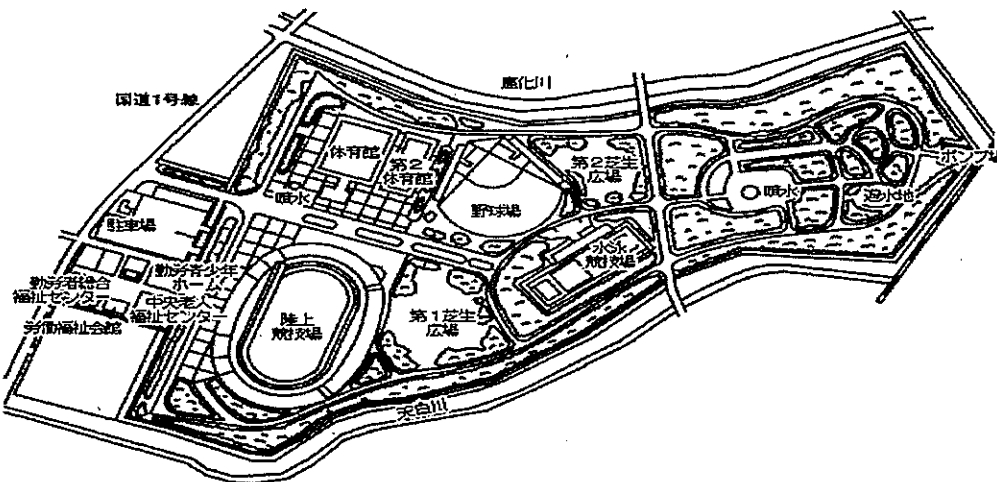 国道1号線
鹿化川
体育館
第2
体育館
第2芝生
広場
ポンプ場
噴水
噴水
遊水地
野球場
駐車場
水泳
競技場
勤労者総合
福祉センター
勤労青少年
ホーム
中央老人
福祉センター
労働福祉会館
陸上
競技場
第1芝生
広場
天白川